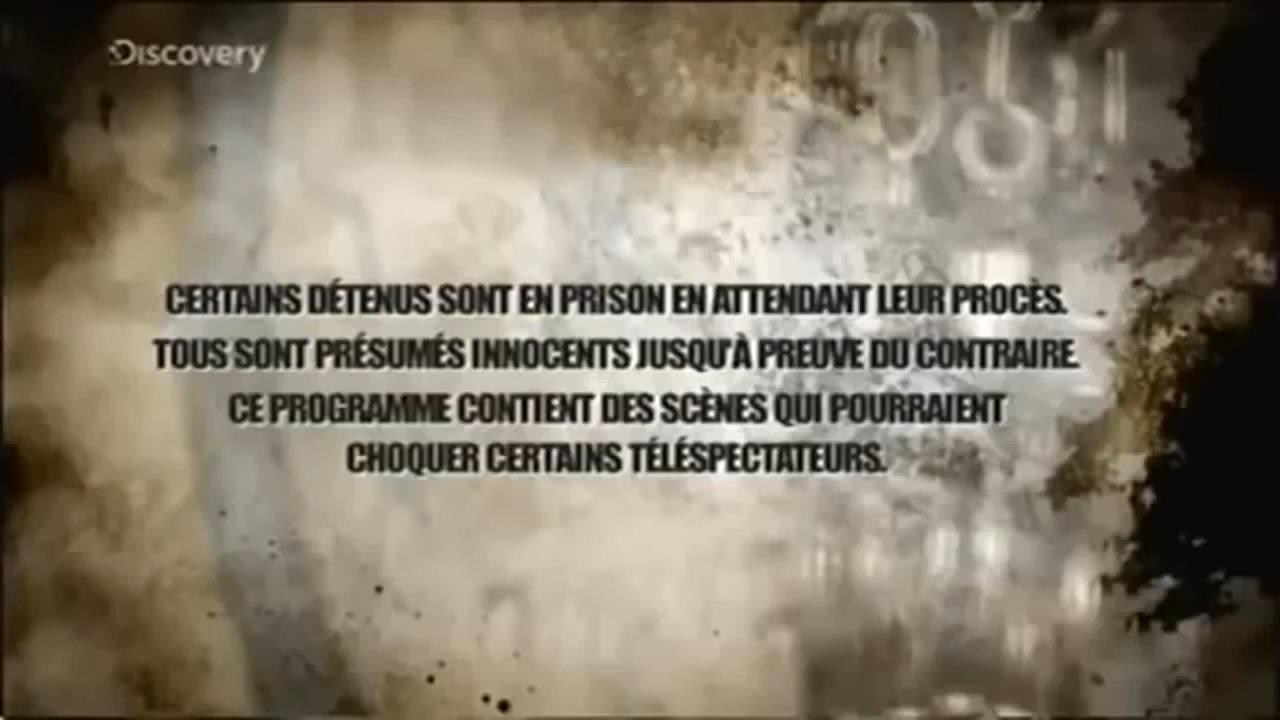 Discovery
CERTAINS DÉTENUS SONT EN PRISON EN ATTENDANT LEUR PROCÈS.
TOUS SONT PRÉSUMÉS INNOCENTS JUSQU'À PREUVE DU CONTRAIRE.
CE PROGRAMME CONTIENT DES SCÈNES QUI POURRAIENT
CHOQUER CERTAINS TÉLÉSPECTATEURS.